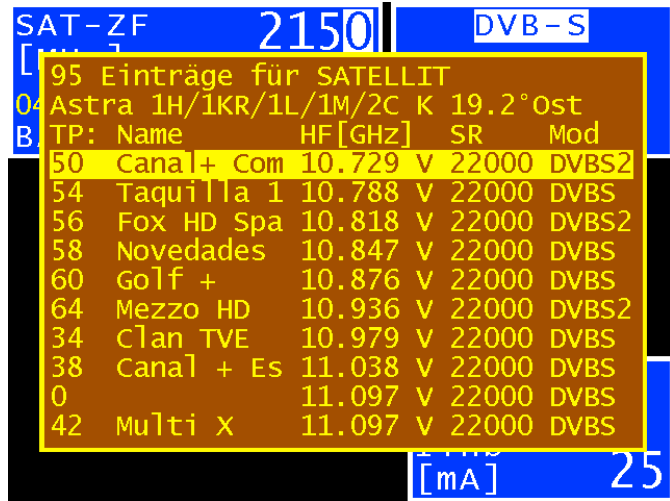 SAT-ZF 2150 DVB-S
95 Einträge für SATELLIT
04 Astra 1H/1KR/1L/1M/2C K 19.2°Ost
TP: Name HF[GHz] SR Mod
50 Canal+ Com 10.729 V 22000 DVBS2
54 Taquilla 1 10.788 V 22000 DVBS
56 Fox HD Spa 10.818 V 22000 DVBS2
58 Novedades 10.847 V 22000 DVBS
60 Golf + 10.876 V 22000 DVBS
64 Mezzo HD 10.936 V 22000 DVBS2
34 Clan TVE 10.979 V 22000 DVBS
38 Canal + Es 11.038 V 22000 DVBS
0 11.097 V 22000 DVBS
42 Multi X 11.097 V 22000 DVBS
[mA] 25